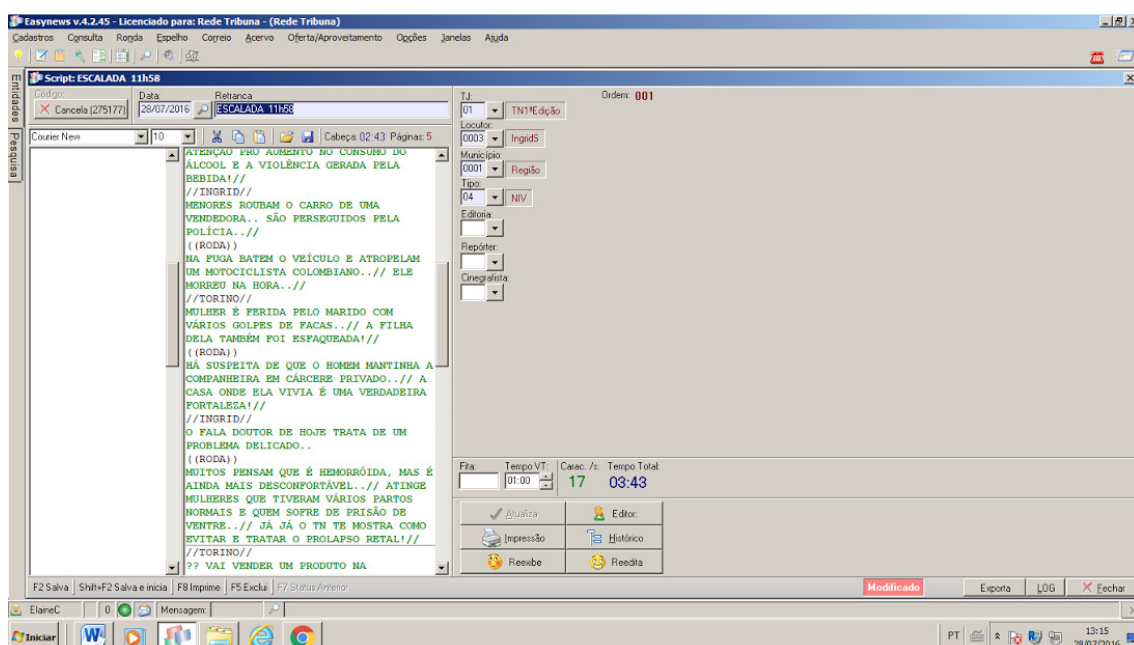 Easynews v.4.2.45 - Licenciado para: Rede Tribuna - (Rede Tribuna)
Cadastros Consulta Ronda Espelho Correio Acervo Oferta/Aproveitamento Opções Janelas Ajuda
Entidades
Pesquisa
Script: ESCALADA 11h58
Código: Data: Retranca
Cancela (275177) 28/07/2016 ESCALADA 11h58
Courier New 10 Cabeça: 02:43 Páginas: 5
ATENÇÃO PRO AUMENTO NO CONSUMO DO
ÁLCOOL E A VIOLÊNCIA GERADA PELA
BEBIDA!//
//INGRID//
MENORES ROUBAM O CARRO DE UMA
VENDEDORA.. SÃO PERSEGUIDOS PELA
POLÍCIA..//
((RODA))
NA FUGA BATEM O VEÍCULO E ATROPELAM
UM MOTOCICLISTA COLOMBIANO..// ELE
MORREU NA HORA..//
//TORINO//
MULHER É FERIDA PELO MARIDO COM
VÁRIOS GOLPES DE FACAS..// A FILHA
DELA TAMBÉM FOI ESFAQUEADA!//
((RODA))
HÁ SUSPEITA DE QUE O HOMEM MANTINHA A
COMPANHEIRA EM CÁRCERE PRIVADO..// A
CASA ONDE ELA VIVIA É UMA VERDADEIRA
FORTALEZA!//
//INGRID//
O FALA DOUTOR DE HOJE TRATA DE UM
PROBLEMA DELICADO..
((RODA))
MUITOS PENSAM QUE É HEMORRÓIDA, MAS É
AINDA MAIS DESCONFORTÁVEL..// ATINGE
MULHERES QUE TIVERAM VÁRIOS PARTOS
NORMAIS E QUEM SOFRE DE PRISÃO DE
VENTRE..// JÁ JÁ O TN TE MOSTRA COMO
EVITAR E TRATAR O PROLAPSO RETAL!//
//TORINO//
?? VAI VENDER UM PRODUTO NA
TJ: Ordem: 001
01 TN1ªEdição
Locutor:
0003 IngridS
Município:
0001 Região
Tipo:
04 NIV
Editoria:
Repórter:
Cinegrafista:
Fita: Tempo VT: Carac. /s: Tempo Total:
01:00 17 03:43
Atualiza Editor:
Impressão Histórico
Reexibe Reedita
F2 Salva Shift+F2 Salva e inicia F8 Imprime F5 Exclui F7 Status Anterior
Modificado Exporta LOG Fechar
ElaineC 0 Mensagem:
Iniciar PT 13:15
28/07/2016